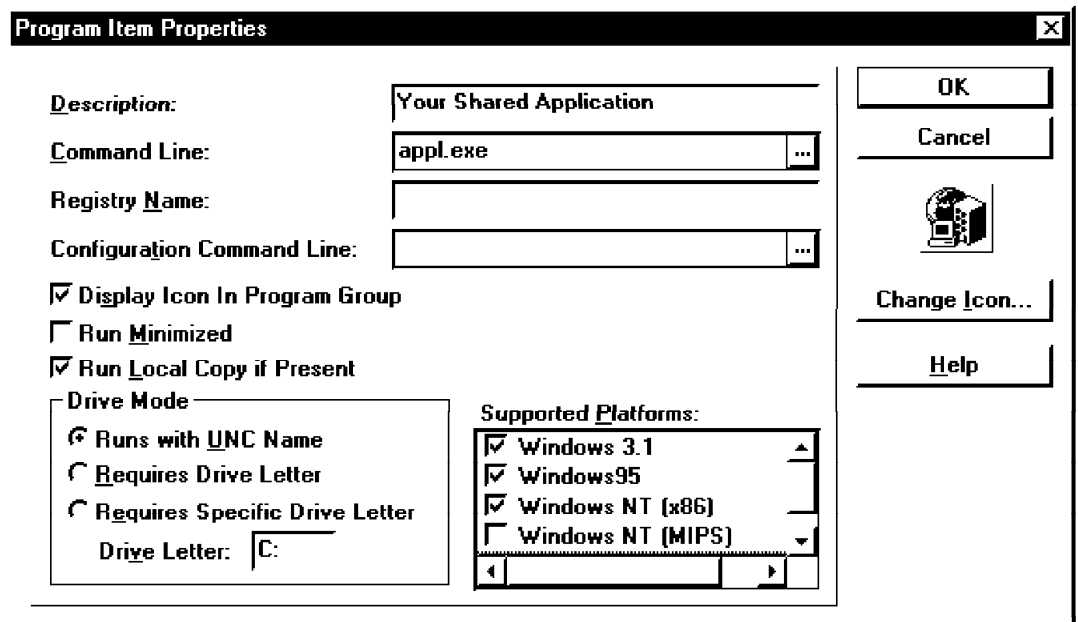 Program Item Properties
Description: Your Shared Application
OK
Command Line: appl.exe ...
Cancel
Registry Name:
Configuration Command Line: ...
Display Icon In Program Group
Change Icon...
Run Minimized
Run Local Copy if Present
Help
Drive Mode
Runs with UNC Name
Requires Drive Letter
Requires Specific Drive Letter
Drive Letter: C:
Supported Platforms:
Windows 3.1
Windows95
Windows NT (x86)
Windows NT (MIPS)